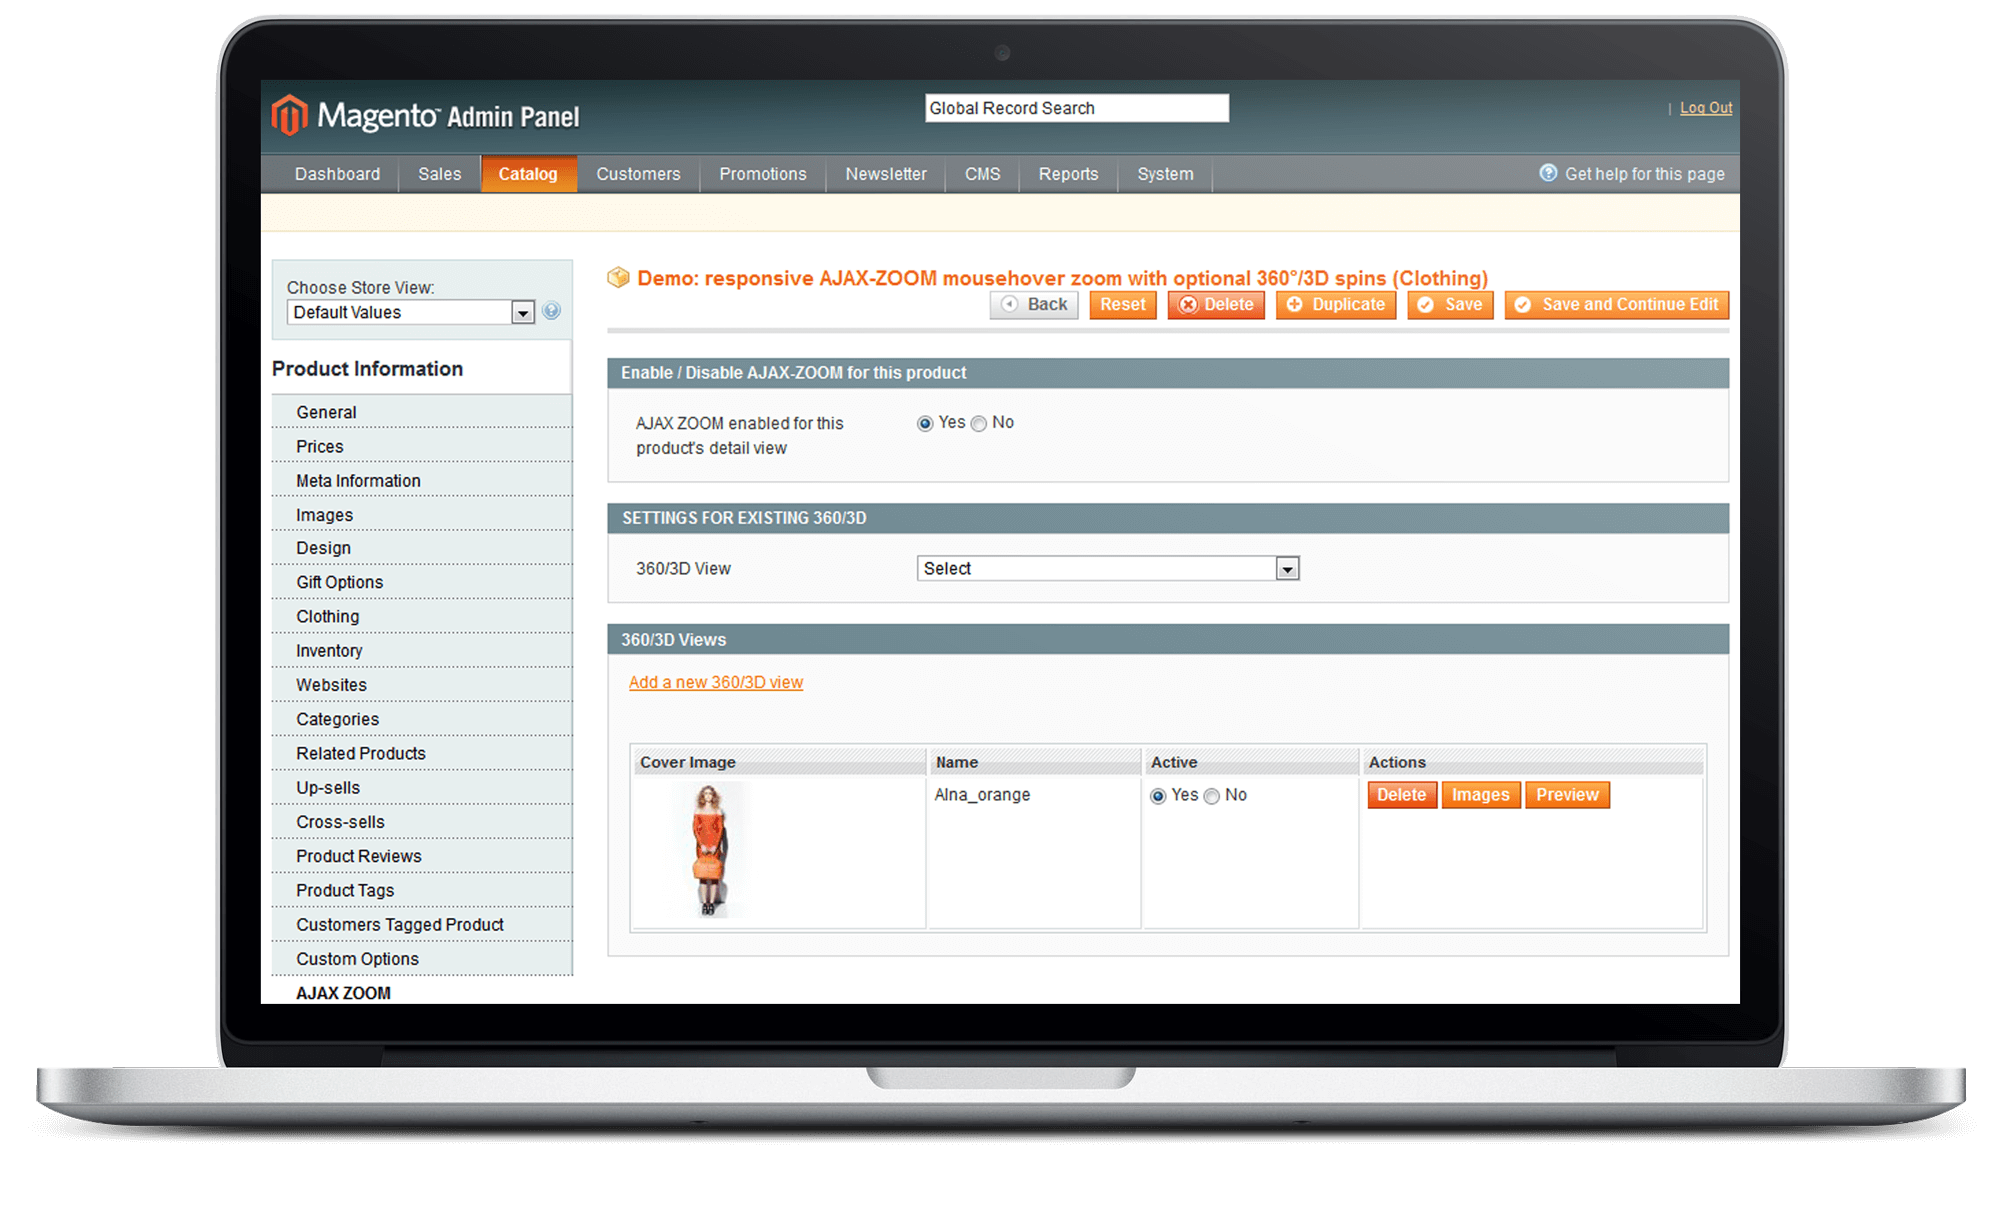 Magento™ Admin Panel
Global Record Search
| Log Out
Dashboard
Sales
Catalog
Customers
Promotions
Newsletter
CMS
Reports
System
Get help for this page
Choose Store View:
Default Values
Product Information
General
Prices
Meta Information
Images
Design
Gift Options
Clothing
Inventory
Websites
Categories
Related Products
Up-sells
Cross-sells
Product Reviews
Product Tags
Customers Tagged Product
Custom Options
AJAX ZOOM
Demo: responsive AJAX-ZOOM mousehover zoom with optional 360°/3D spins (Clothing)
Back
Reset
Delete
Duplicate
Save
Save and Continue Edit
Enable / Disable AJAX-ZOOM for this product
AJAX ZOOM enabled for this
product's detail view
Yes No
SETTINGS FOR EXISTING 360/3D
360/3D View
Select
360/3D Views
Add a new 360/3D view
Cover Image
Name
Active
Actions
Alna_orange
Yes No
Delete
Images
Preview